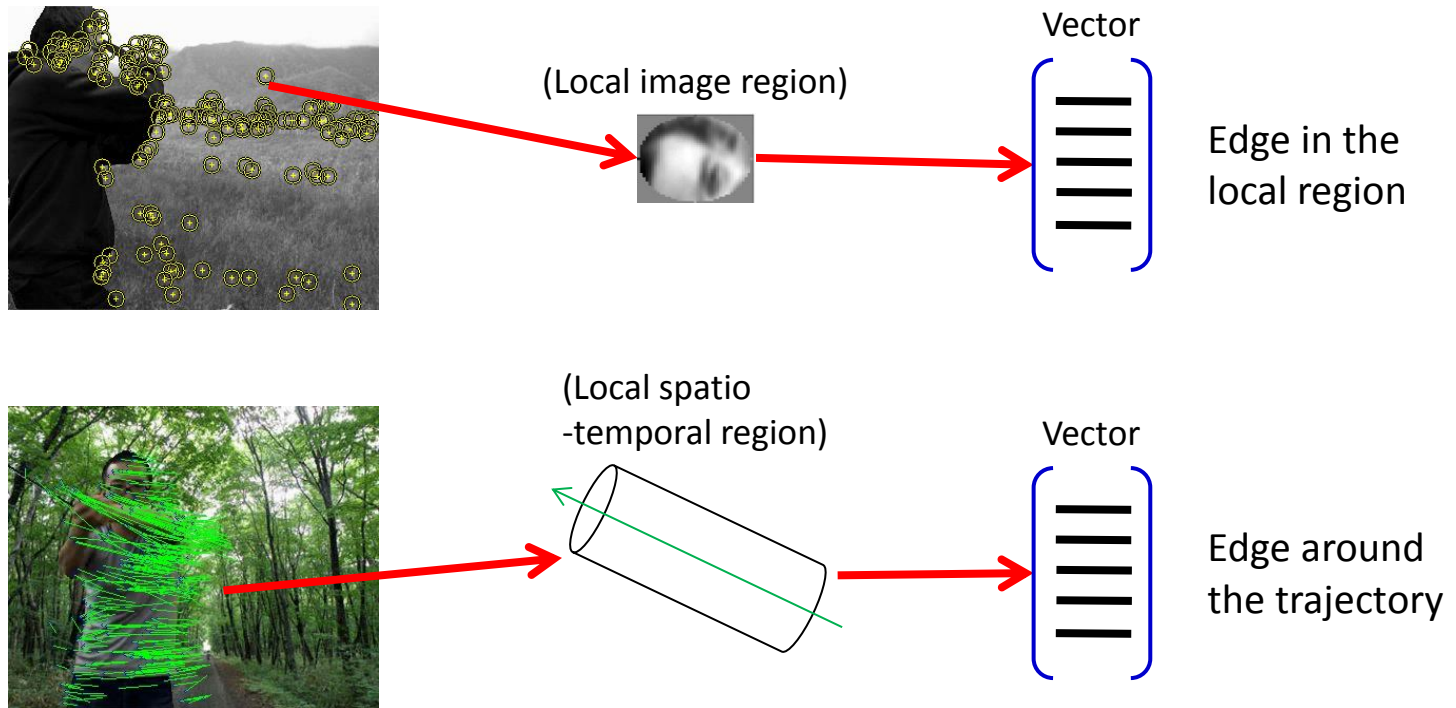 Vector
(Local image region)
Edge in the
local region
(Local spatio
-temporal region)
Vector
Edge around
the trajectory